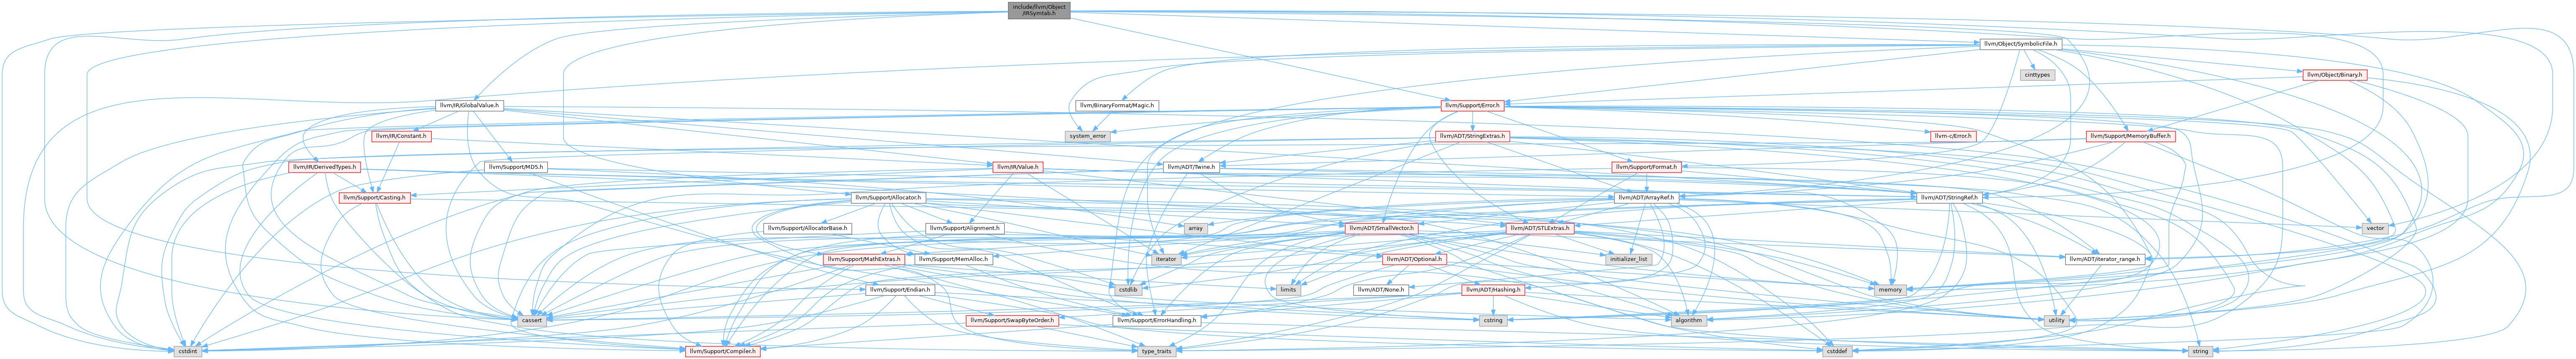 include/llvm/Object
/IRSymtab.h
llvm/Object/SymbolicFile.h
cinttypes
llvm/Object/Binary.h
llvm/IR/GlobalValue.h
llvm/BinaryFormat/Magic.h
llvm/Support/Error.h
llvm/IR/Constant.h
system_error
llvm/ADT/StringExtras.h
llvm-c/Error.h
llvm/Support/MemoryBuffer.h
llvm/IR/DerivedTypes.h
llvm/Support/MD5.h
llvm/IR/Value.h
llvm/ADT/Twine.h
llvm/Support/Format.h
llvm/Support/Casting.h
llvm/Support/Allocator.h
llvm/ADT/ArrayRef.h
llvm/ADT/StringRef.h
llvm/Support/AllocatorBase.h
llvm/Support/Alignment.h
array
llvm/ADT/SmallVector.h
llvm/ADT/STLExtras.h
vector
llvm/Support/MathExtras.h
llvm/Support/MemAlloc.h
iterator
llvm/ADT/Optional.h
initializer_list
llvm/ADT/iterator_range.h
llvm/Support/Endian.h
cstdlib
limits
llvm/ADT/None.h
llvm/ADT/Hashing.h
memory
cassert
llvm/Support/SwapByteOrder.h
llvm/Support/ErrorHandling.h
cstring
algorithm
utility
cstdint
llvm/Support/Compiler.h
type_traits
cstddef
string